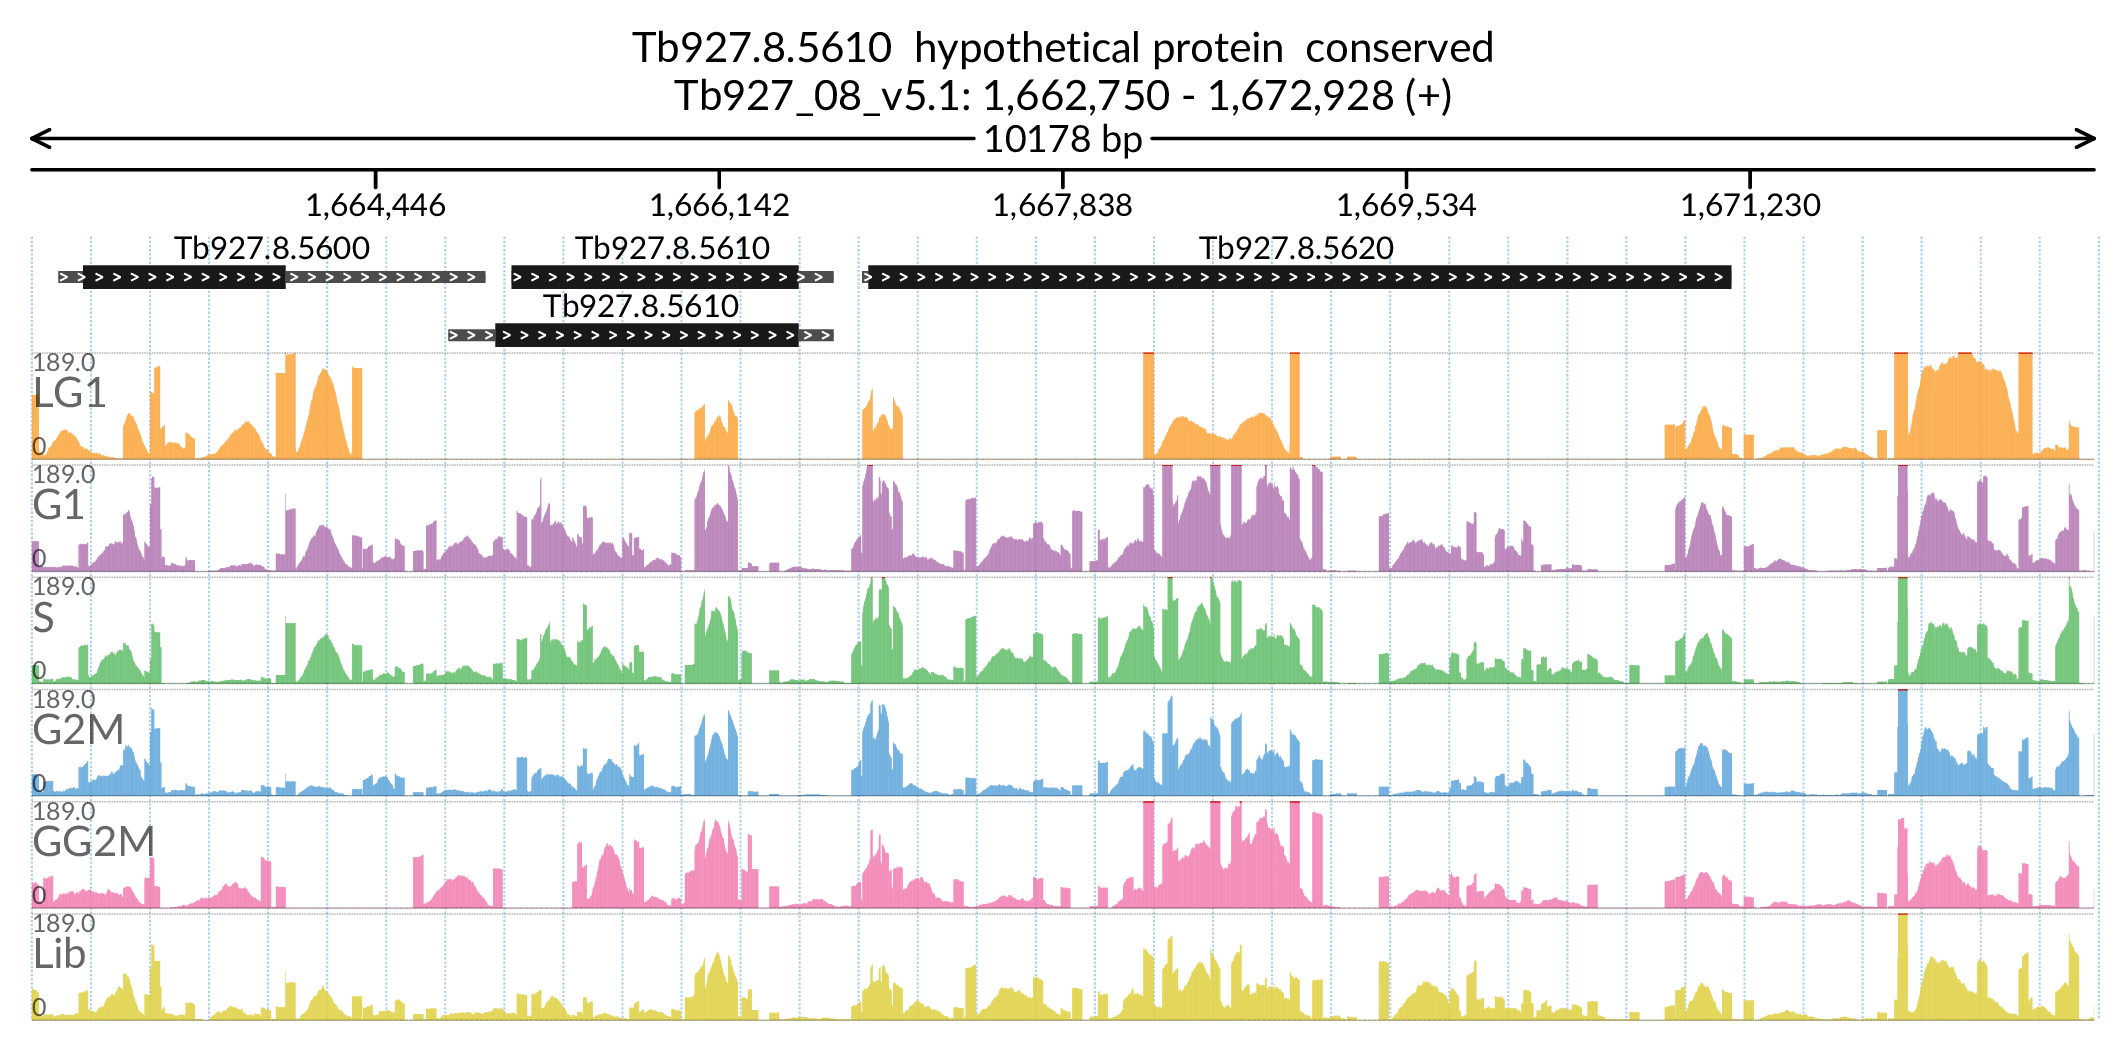 Tb927.8.5610  hypothetical protein  conserved
Tb927_08_v5.1: 1,662,750 - 1,672,928 (+)
10178 bp
1,664,446 1,666,142 1,667,838 1,669,534 1,671,230
Tb927.8.5600 Tb927.8.5610 Tb927.8.5620
Tb927.8.5610
189.0
LG1
0
189.0
G1
0
189.0
S
0
189.0
G2M
0
189.0
GG2M
0
189.0
Lib
0